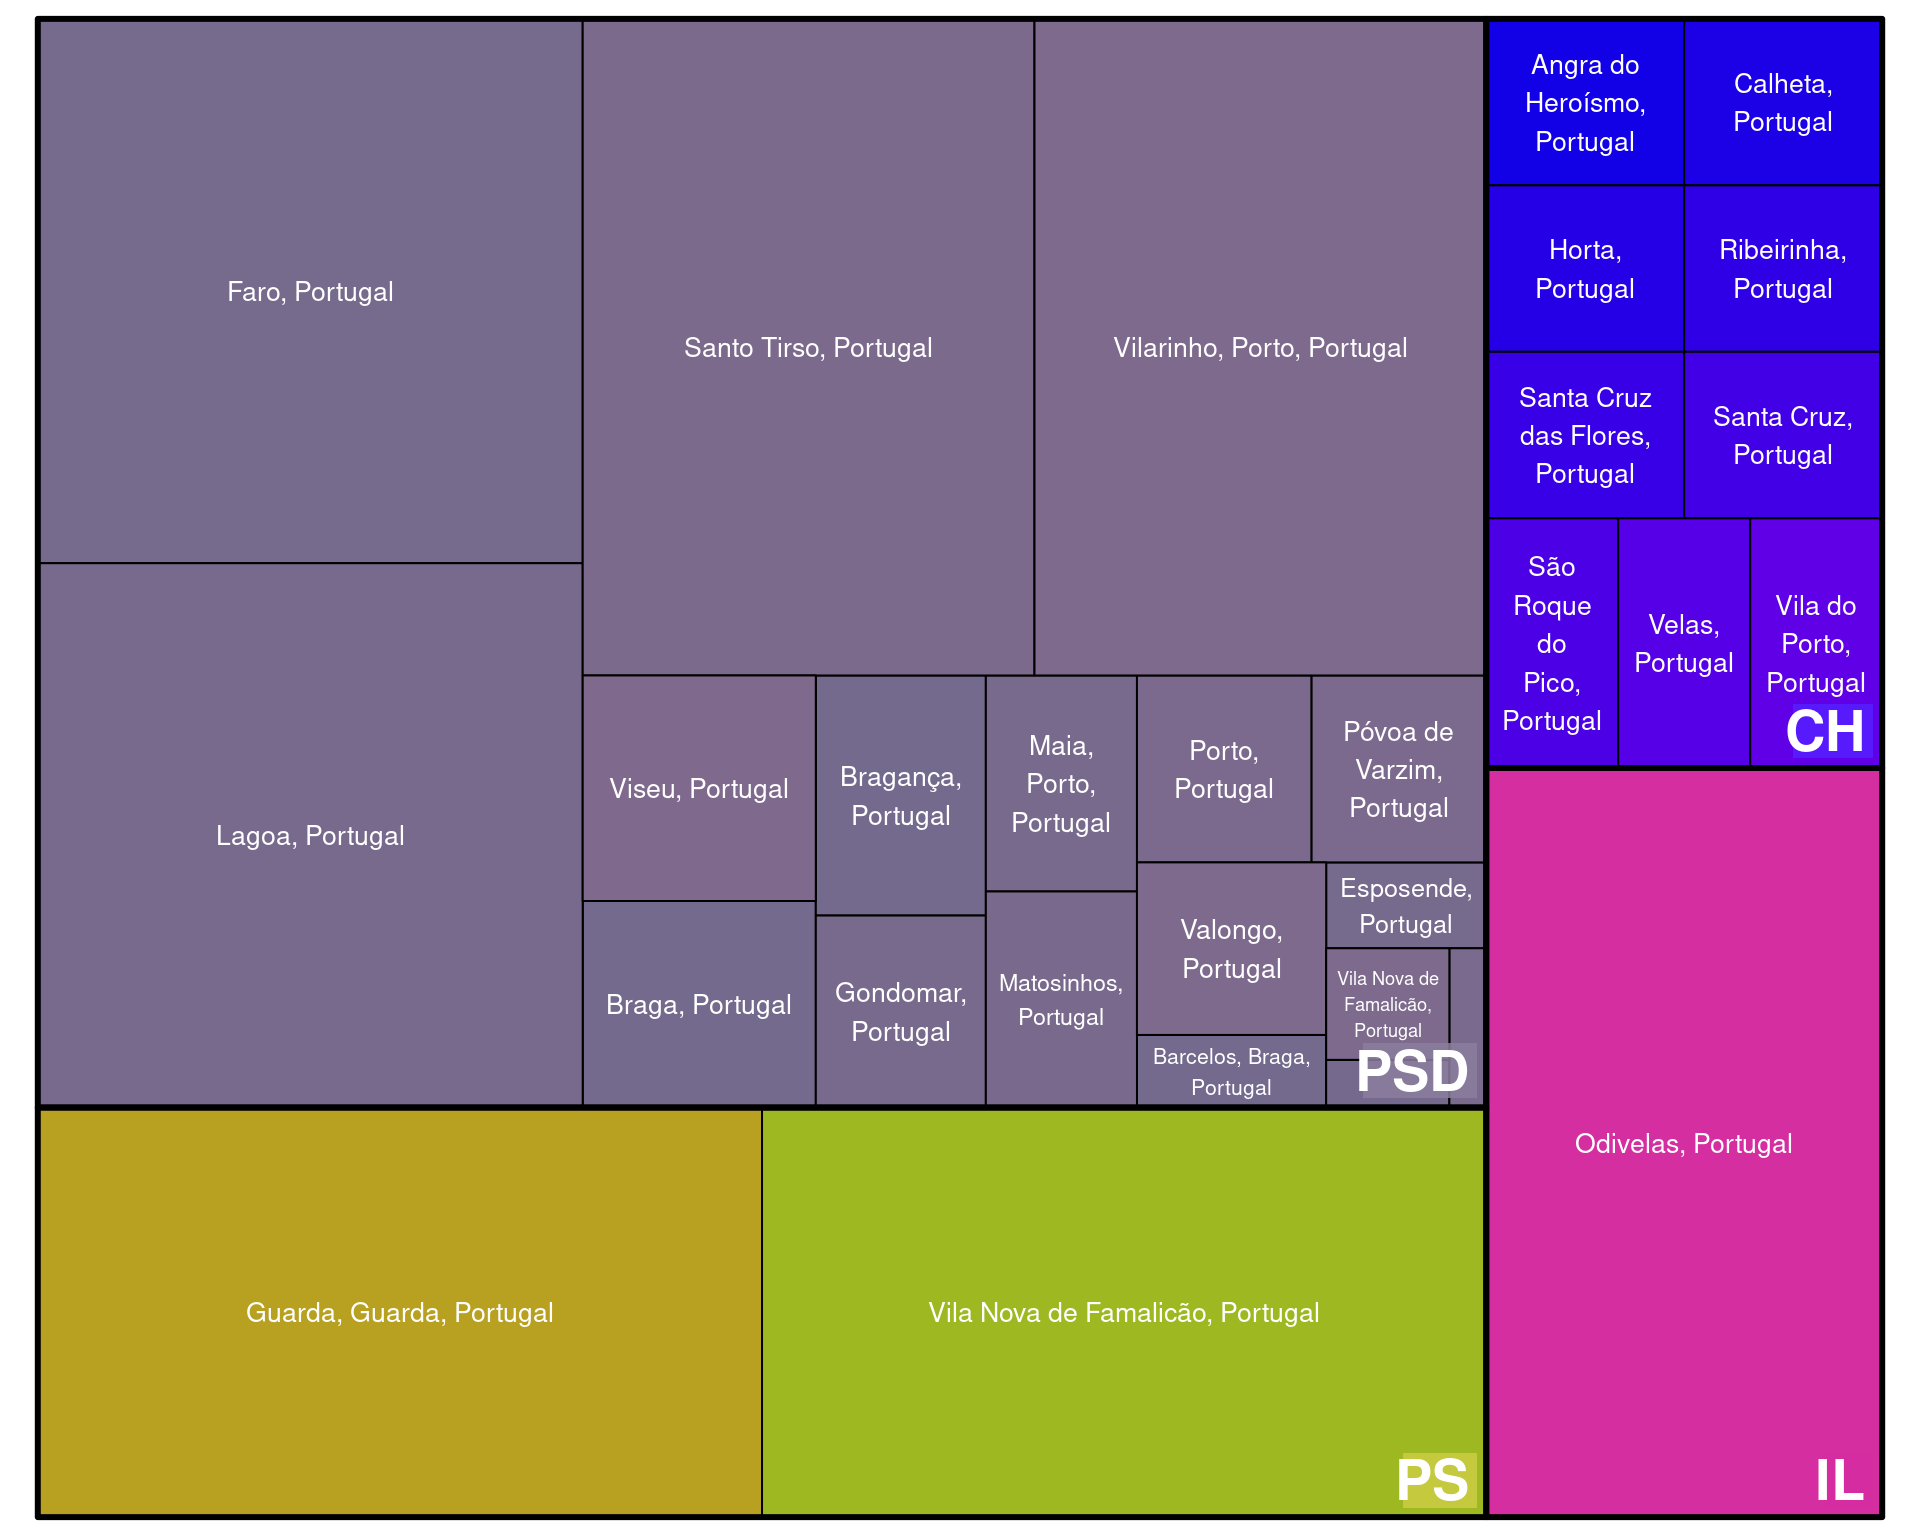 Faro, Portugal
Lagoa, Portugal
Santo Tirso, Portugal
Vilarinho, Porto, Portugal
Viseu, Portugal
Braga, Portugal
Bragança,
Portugal
Gondomar,
Portugal
Maia,
Porto,
Portugal
Matosinhos,
Portugal
Porto,
Portugal
Póvoa de
Varzim,
Portugal
Valongo,
Portugal
Barcelos, Braga,
Portugal
Esposende,
Portugal
Vila Nova de
Famalicão,
Portugal
PSD
Guarda, Guarda, Portugal
Vila Nova de Famalicão, Portugal
PS
Angra do
Heroísmo,
Portugal
Calheta,
Portugal
Horta,
Portugal
Ribeirinha,
Portugal
Santa Cruz
das Flores,
Portugal
Santa Cruz,
Portugal
São
Roque
do
Pico,
Portugal
Velas,
Portugal
Vila do
Porto,
Portugal
CH
Odivelas, Portugal
IL